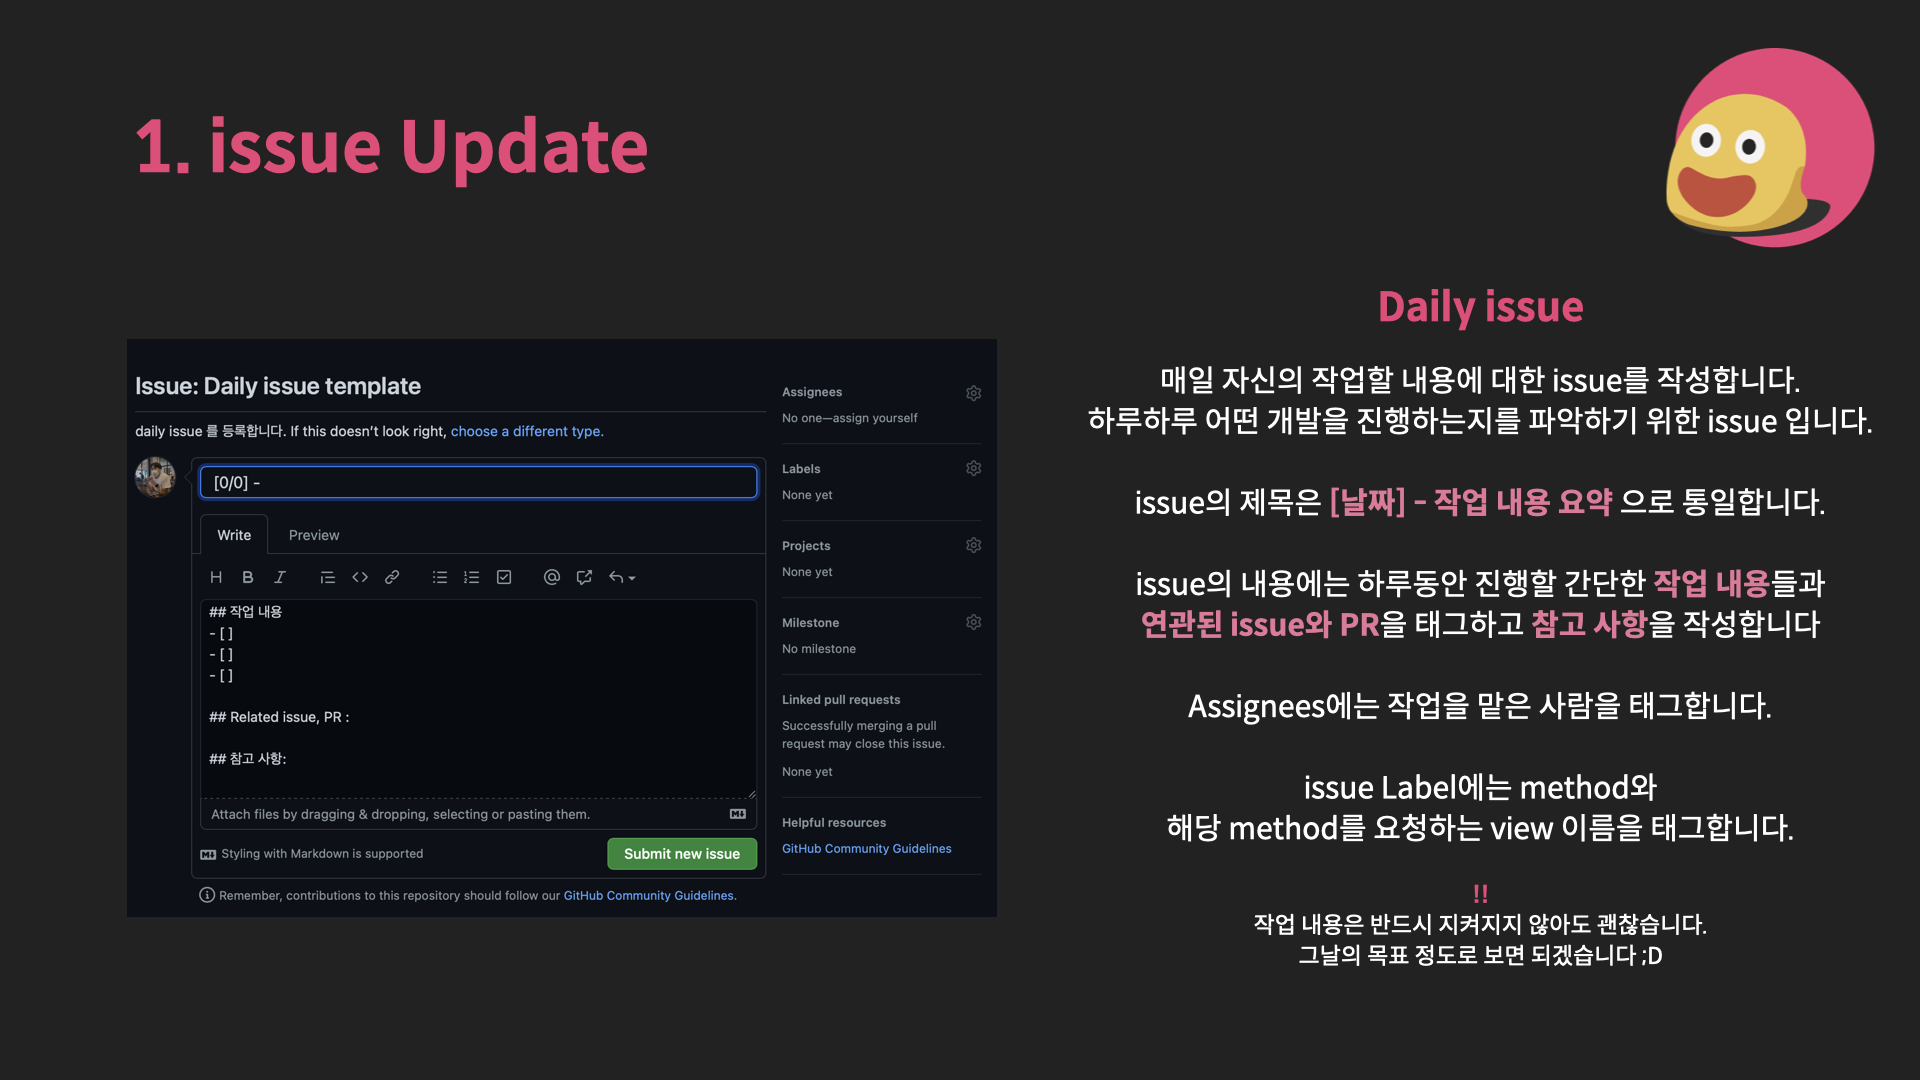 1. issue Update
Issue: Daily issue template
daily issue 를 등록합니다. If this doesn’t look right, choose a different type.
[0/0] -
Write
Preview
## 작업 내용
- [ ]
- [ ]
- [ ]
## Related issue, PR :
## 참고 사항:
Attach files by dragging & dropping, selecting or pasting them.
Styling with Markdown is supported
Submit new issue
Remember, contributions to this repository should follow our GitHub Community Guidelines.
Assignees
No one—assign yourself
Labels
None yet
Projects
None yet
Milestone
No milestone
Linked pull requests
Successfully merging a pull
request may close this issue.
None yet
Helpful resources
GitHub Community Guidelines
Daily issue
매일 자신의 작업할 내용에 대한 issue를 작성합니다.
하루하루 어떤 개발을 진행하는지를 파악하기 위한 issue 입니다.
issue의 제목은 [날짜] - 작업 내용 요약 으로 통일합니다.
issue의 내용에는 하루동안 진행할 간단한 작업 내용들과
연관된 issue와 PR을 태그하고 참고 사항을 작성합니다
Assignees에는 작업을 맡은 사람을 태그합니다.
issue Label에는 method와
해당 method를 요청하는 view 이름을 태그합니다.
!!
작업 내용은 반드시 지켜지지 않아도 괜찮습니다.
그날의 목표 정도로 보면 되겠습니다 ;D